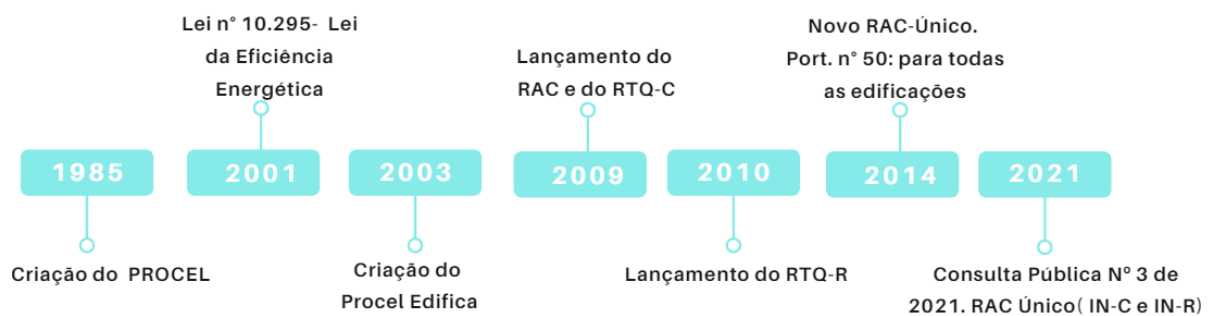 Lei n° 10.295- Lei
da Eficiência
Energética
Lançamento do
RAC e do RTQ-C
Novo RAC-Único.
Port. n° 50: para todas
as edificações
1985
2001
2003
2009
2010
2014
2021
Criação do PROCEL
Criação do
Procel Edifica
Lançamento do RTQ-R
Consulta Pública Nº 3 de
2021. RAC Único( IN-C e IN-R)